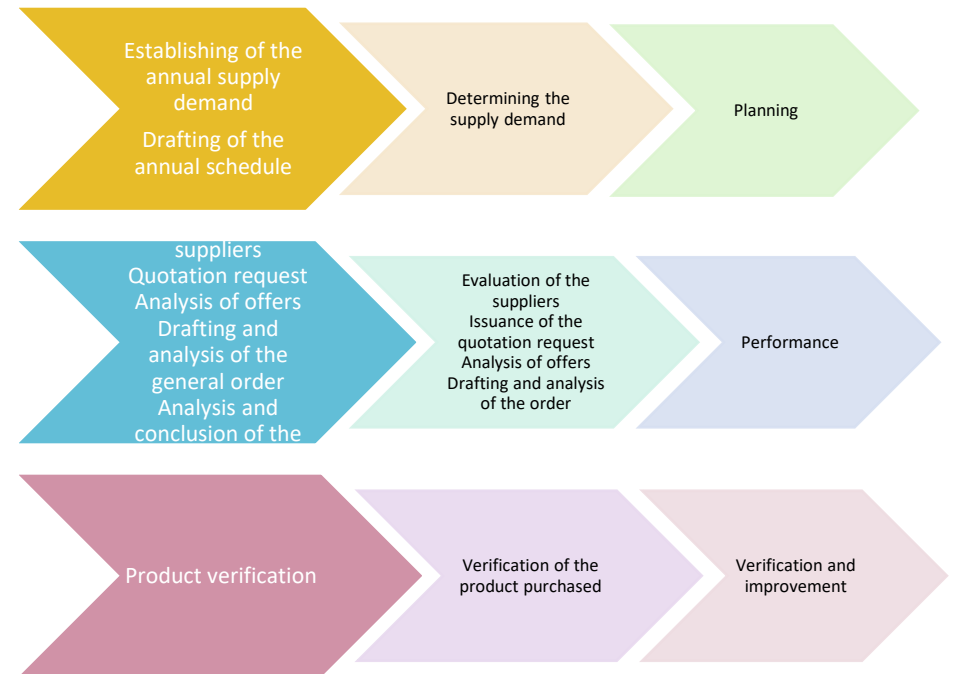 Establishing of the
annual supply
demand
Drafting of the
annual schedule
Determining the
supply demand
Planning
suppliers
Quotation request
Analysis of offers
Drafting and
analysis of the
general order
Analysis and
conclusion of the
Evaluation of the
suppliers
Issuance of the
quotation request
Analysis of offers
Drafting and analysis
of the order
Performance
Product verification
Verification of the
product purchased
Verification and
improvement